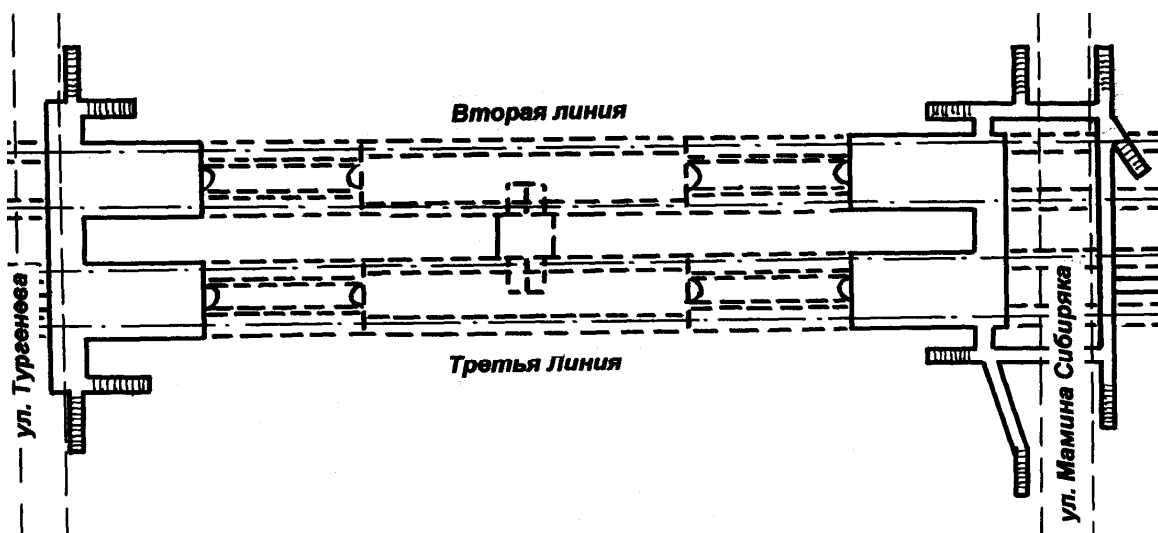 Вторая линия
Третья Линия
ул. Тургенева
ул. Мамина Сибиряка